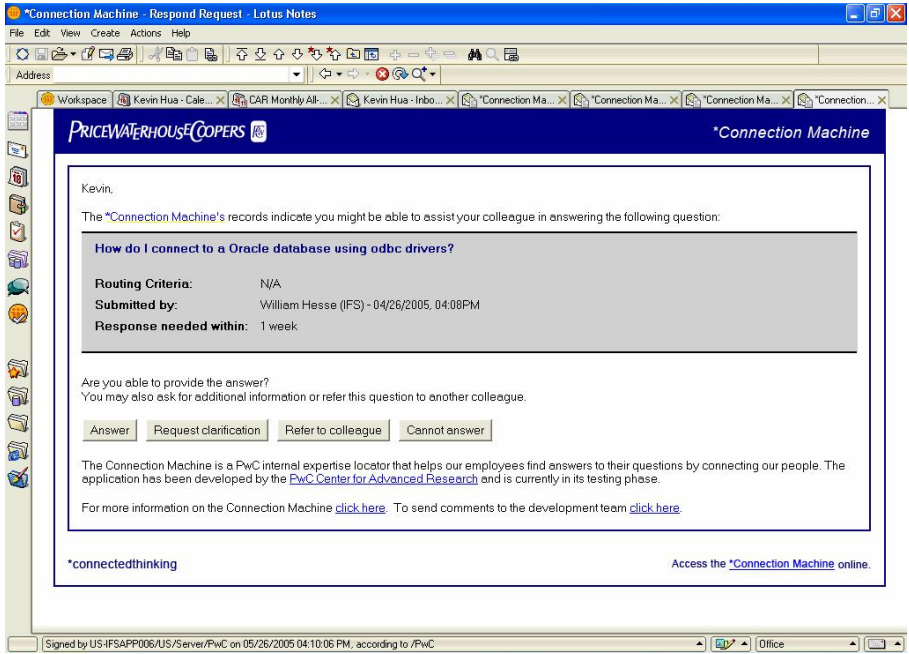 *Connection Machine - Respond Request - Lotus Notes
File Edit View Create Actions Help
Address
Workspace Kevin Hua - Cale... CAR Monthly All-... Kevin Hua - Inbo... *Connection Ma... *Connection Ma... *Connection Ma... *Connection...
PRICEWATERHOUSECOOPERS *Connection Machine
Kevin,
The *Connection Machine's records indicate you might be able to assist your colleague in answering the following question:
How do I connect to a Oracle database using odbc drivers?
Routing Criteria: N/A
Submitted by: William Hesse (IFS) - 04/26/2005, 04:08PM
Response needed within: 1 week
Are you able to provide the answer?
You may also ask for additional information or refer this question to another colleague.
Answer Request clarification Refer to colleague Cannot answer
The Connection Machine is a PwC internal expertise locator that helps our employees find answers to their questions by connecting our people. The
application has been developed by the PwC Center for Advanced Research and is currently in its testing phase.
For more information on the Connection Machine click here. To send comments to the development team click here.
*connectedthinking Access the *Connection Machine online.
Signed by US-IFSAPP006/US/Server/PwC on 05/26/2005 04:10:06 PM, according to /PwC Office